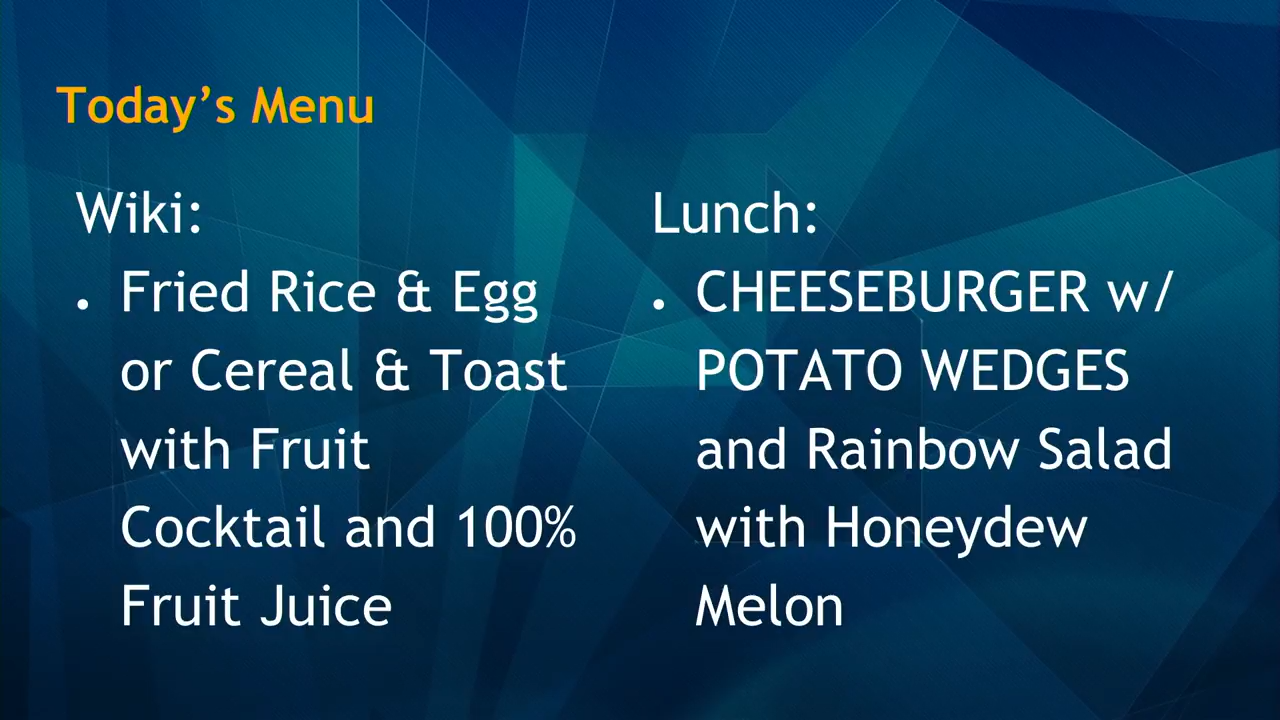 Today’s Menu
Wiki:
• Fried Rice & Egg
or Cereal & Toast
with Fruit
Cocktail and 100%
Fruit Juice
Lunch:
• CHEESEBURGER w/
POTATO WEDGES
and Rainbow Salad
with Honeydew
Melon